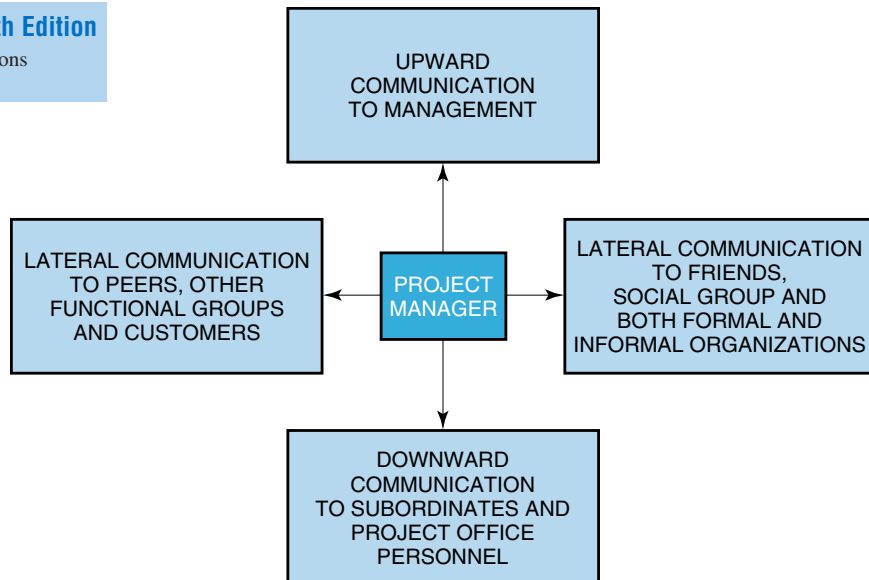 th Edition
ons
UPWARD
COMMUNICATION
TO MANAGEMENT
LATERAL COMMUNICATION
TO PEERS, OTHER
FUNCTIONAL GROUPS
AND CUSTOMERS
PROJECT
MANAGER
LATERAL COMMUNICATION
TO FRIENDS,
SOCIAL GROUP AND
BOTH FORMAL AND
INFORMAL ORGANIZATIONS
DOWNWARD
COMMUNICATION
TO SUBORDINATES AND
PROJECT OFFICE
PERSONNEL